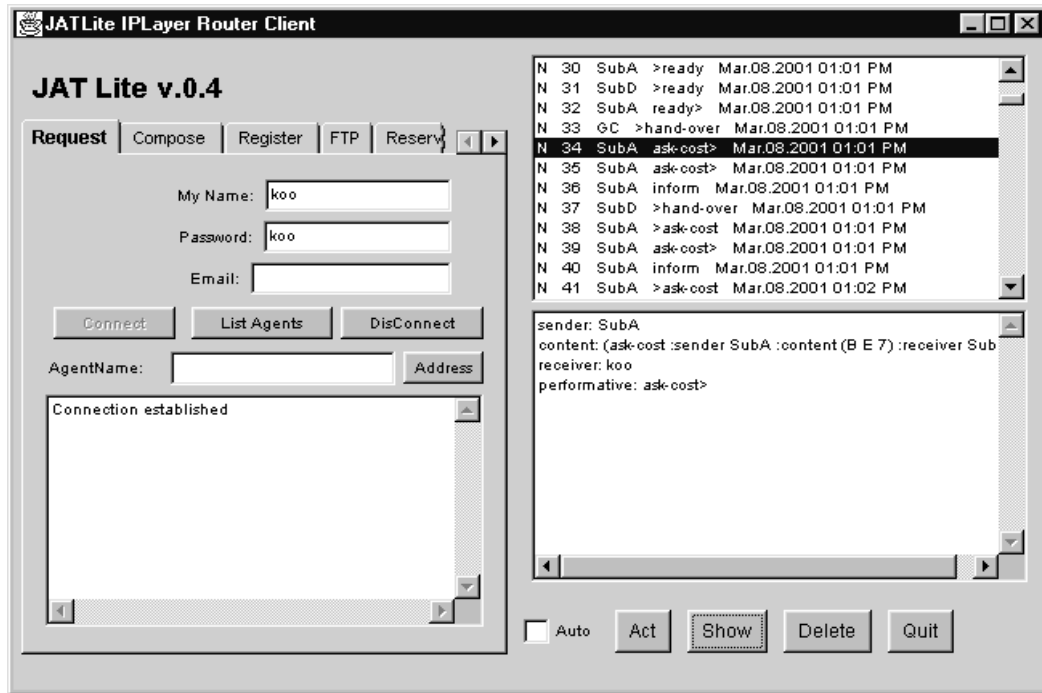 JATLite IPLayer Router Client
JAT Lite v.0.4
Request Compose Register FTP Reserv
My Name: koo
Password: koo
Email:
Connect List Agents DisConnect
AgentName: Address
Connection established
N 30 SubA >ready Mar.08.2001 01:01 PM
N 31 SubD >ready Mar.08.2001 01:01 PM
N 32 SubA ready> Mar.08.2001 01:01 PM
N 33 GC >hand-over Mar.08.2001 01:01 PM
N 34 SubA ask-cost> Mar.08.2001 01:01 PM
N 35 SubA ask-cost> Mar.08.2001 01:01 PM
N 36 SubA inform Mar.08.2001 01:01 PM
N 37 SubD >hand-over Mar.08.2001 01:01 PM
N 38 SubA >ask-cost Mar.08.2001 01:01 PM
N 39 SubA ask-cost> Mar.08.2001 01:01 PM
N 40 SubA inform Mar.08.2001 01:01 PM
N 41 SubA >ask-cost Mar.08.2001 01:02 PM
sender: SubA
content: (ask-cost :sender SubA :content (B E 7) :receiver Sub
receiver: koo
performative: ask-cost>
Auto Act Show Delete Quit